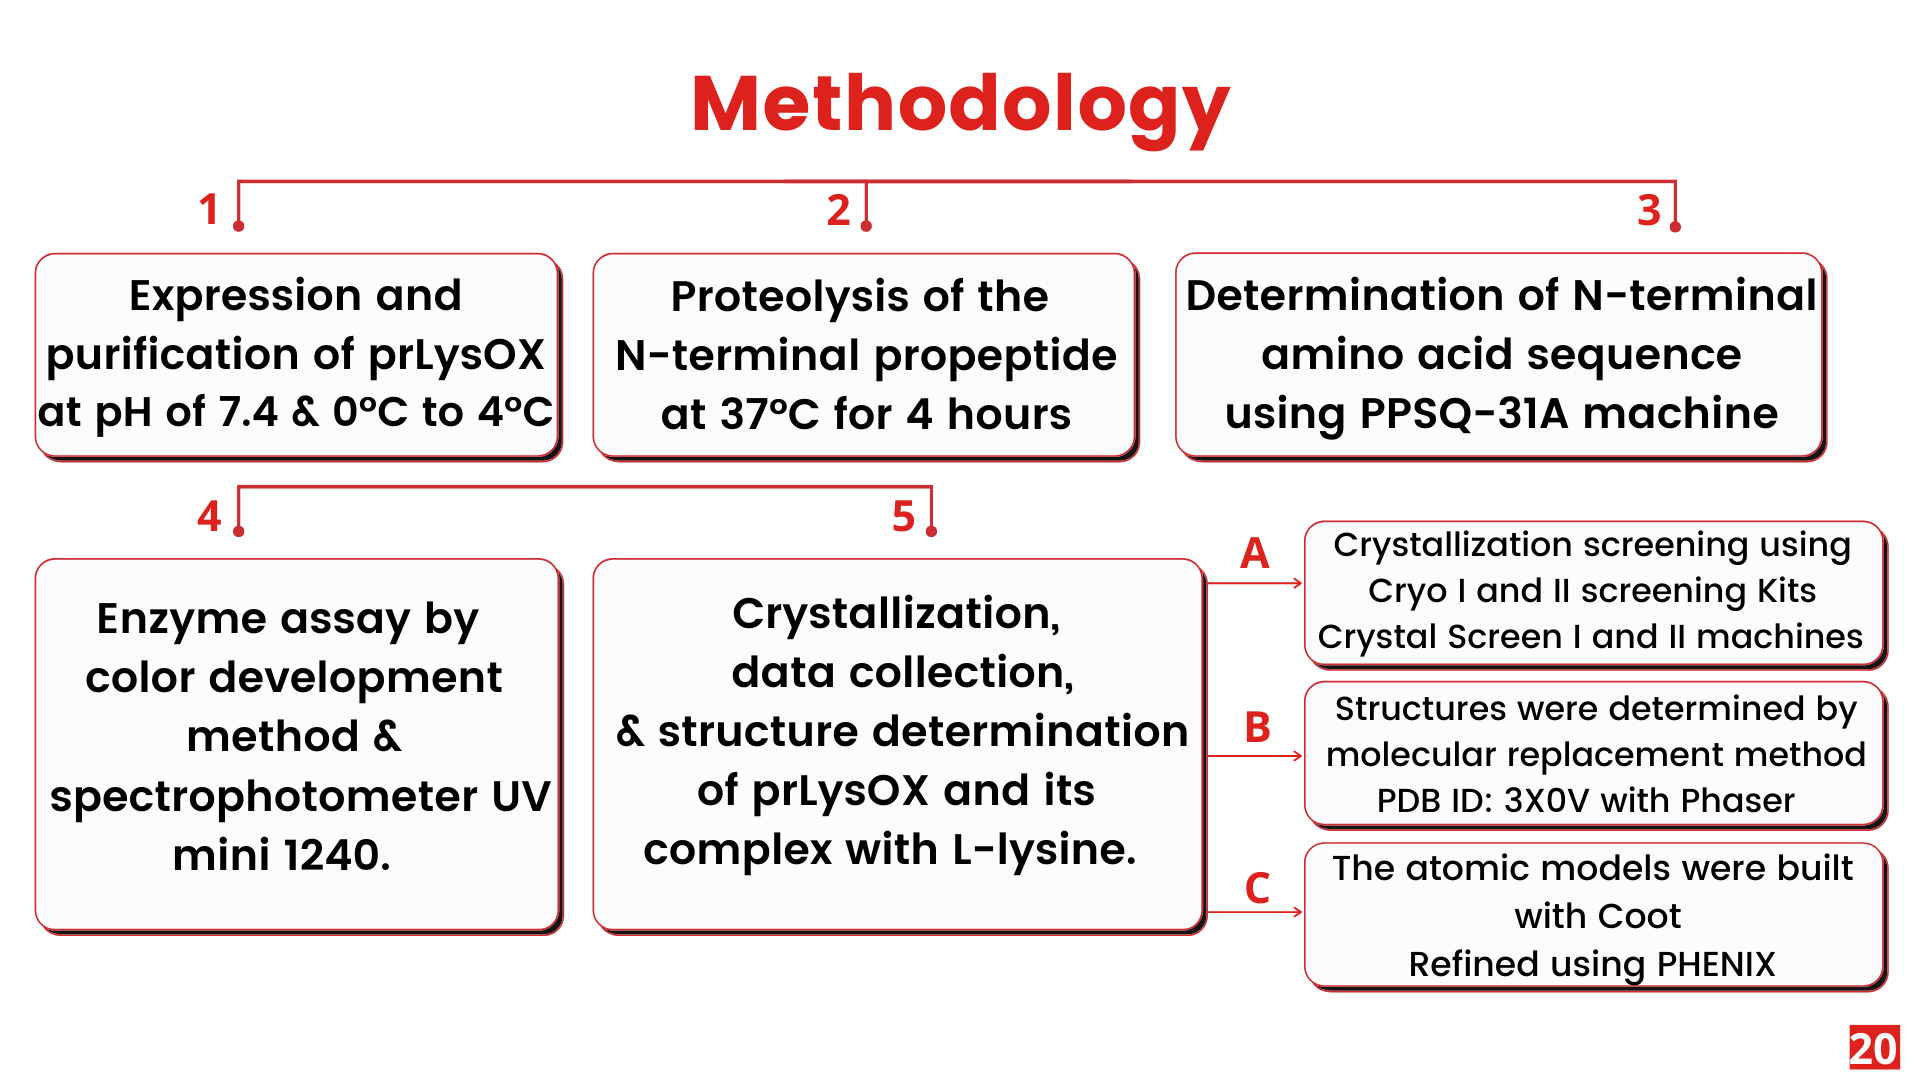 Methodology
1
Expression and
purification of prLysOX
at pH of 7.4 & 0°C to 4°C
2
Proteolysis of the
N-terminal propeptide
at 37°C for 4 hours
3
Determination of N-terminal
amino acid sequence
using PPSQ-31A machine
4
Enzyme assay by
color development
method &
spectrophotometer UV
mini 1240.
5
Crystallization,
data collection,
& structure determination
of prLysOX and its
complex with L-lysine.
A
Crystallization screening using
Cryo I and II screening Kits
Crystal Screen I and II machines
B
Structures were determined by
molecular replacement method
PDB ID: 3X0V with Phaser
C
The atomic models were built
with Coot
Refined using PHENIX
20